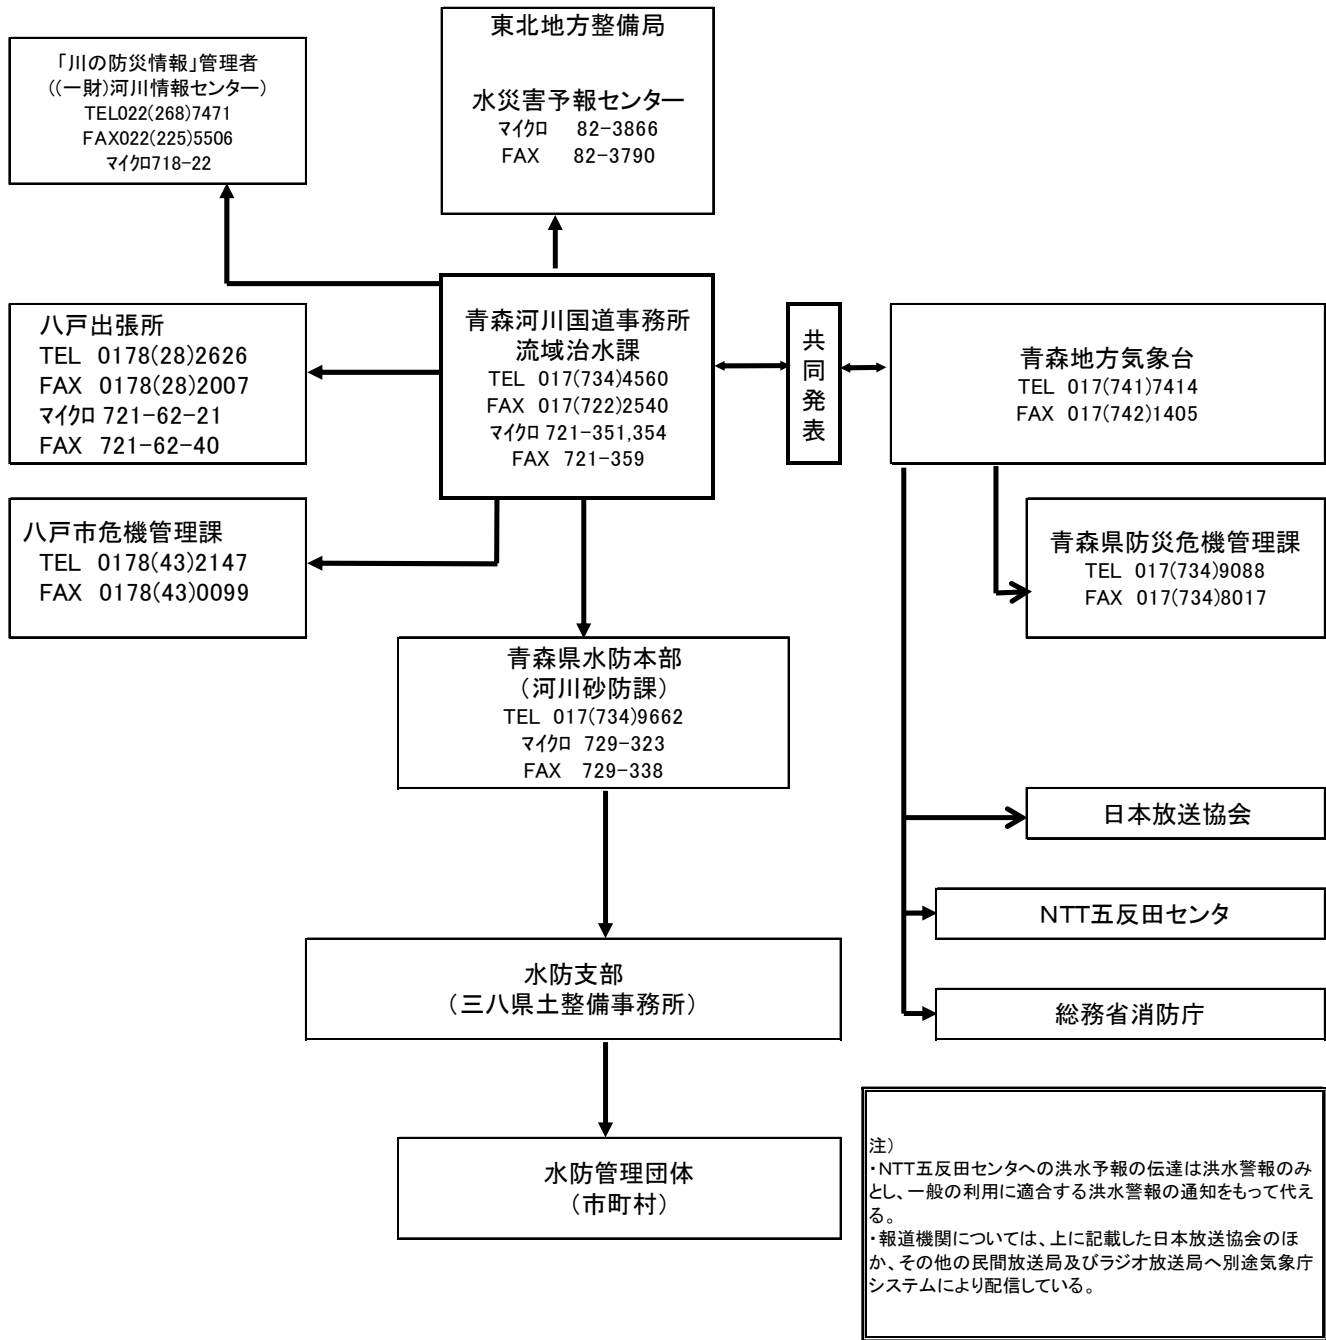 「川の防災情報」管理者
((一財)河川情報センター)
TEL022(268)7471
FAX022(225)5506
ﾏｲｸﾛ718-22
東北地方整備局
水災害予報センター
ﾏｲｸﾛ 82-3866
FAX 82-3790
八戸出張所
TEL 0178(28)2626
FAX 0178(28)2007
ﾏｲｸﾛ 721-62-21
FAX 721-62-40
青森河川国道事務所
流域治水課
TEL 017(734)4560
FAX 017(722)2540
ﾏｲｸﾛ 721-351,354
FAX 721-359
共
同
発
表
青森地方気象台
TEL 017(741)7414
FAX 017(742)1405
八戸市危機管理課
TEL 0178(43)2147
FAX 0178(43)0099
青森県防災危機管理課
TEL 017(734)9088
FAX 017(734)8017
青森県水防本部
(河川砂防課)
TEL 017(734)9662
ﾏｲｸﾛ 729-323
FAX 729-338
日本放送協会
NTT五反田センタ
水防支部
(三八県土整備事務所)
総務省消防庁
水防管理団体
(市町村)
注)
・NTT五反田センタへの洪水予報の伝達は洪水警報のみ
とし、一般の利用に適合する洪水警報の通知をもって代え
る。
・報道機関については、上に記載した日本放送協会のほ
か、その他の民間放送局及びラジオ放送局へ別途気象庁
システムにより配信している。